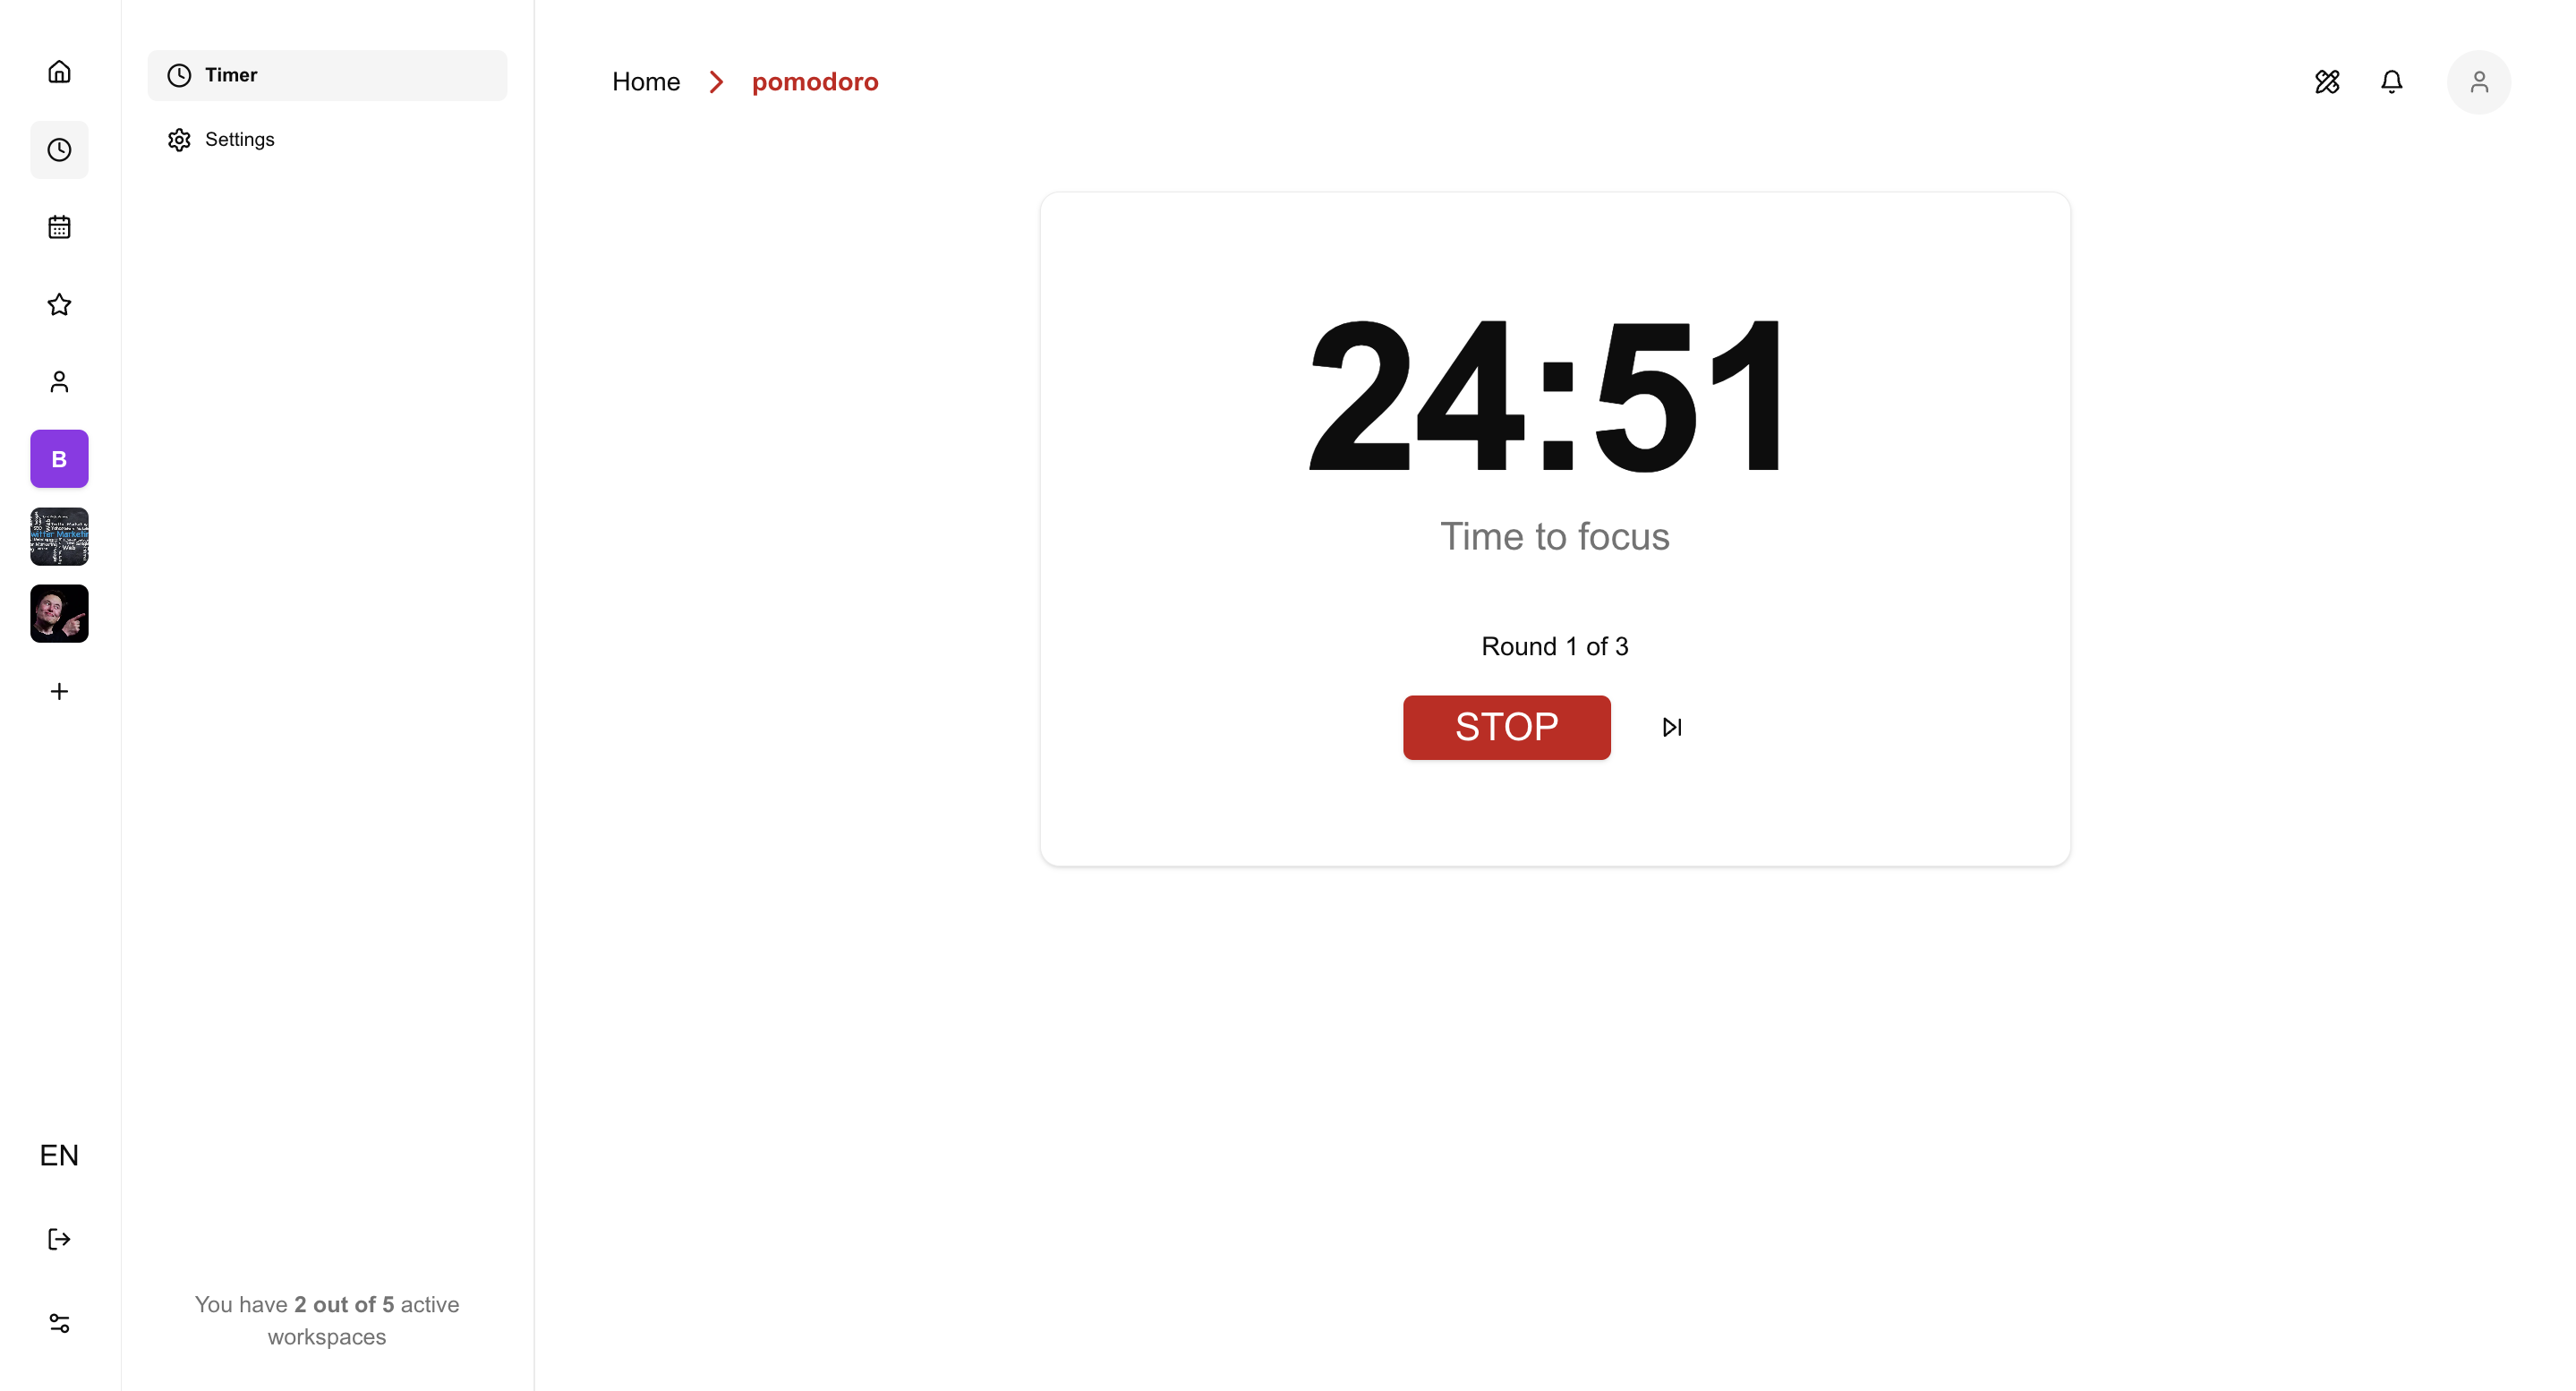 Timer
Settings
B
EN
You have 2 out of 5 active
workspaces
Home
pomodoro
24:51
Time to focus
Round 1 of 3
STOP